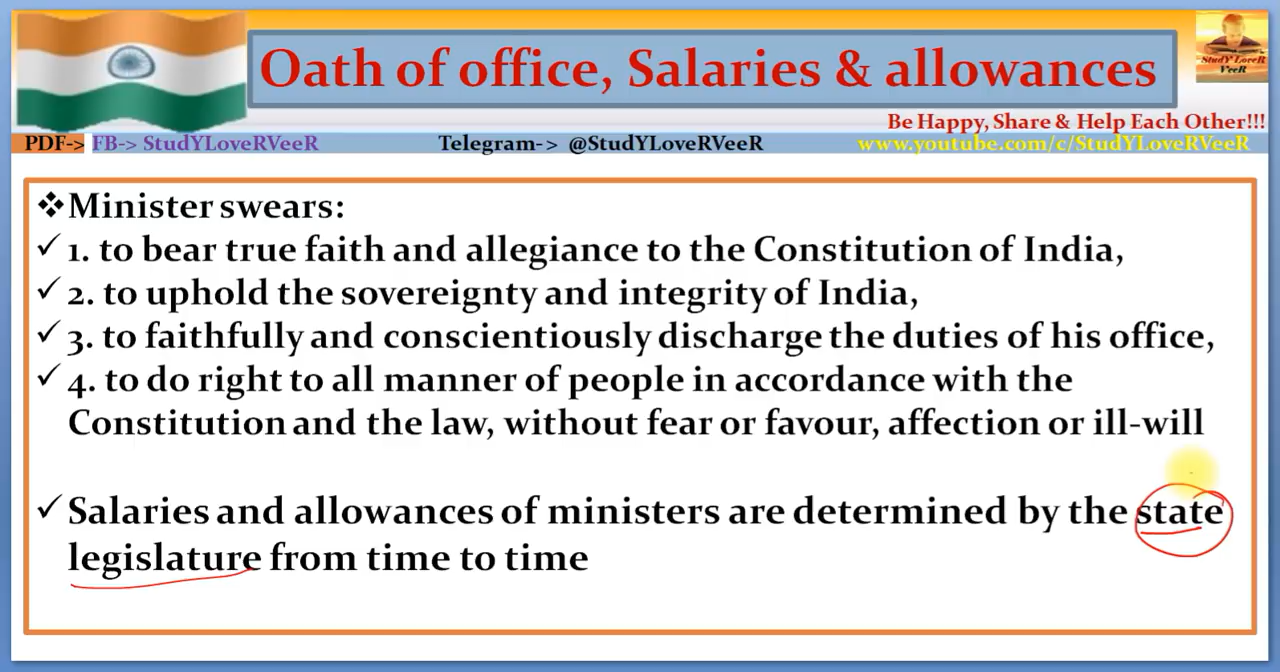 Oath of office, Salaries & allowances
StudY LoveR
VeeR
Be Happy, Share & Help Each Other!!!
PDF-> FB-> StudYLoveRVeeR Telegram-> @StudYLoveRVeeR www.youtube.com/c/StudYLoveRVeeR
❖Minister swears:
✓ 1. to bear true faith and allegiance to the Constitution of India,
✓ 2. to uphold the sovereignty and integrity of India,
✓ 3. to faithfully and conscientiously discharge the duties of his office,
✓ 4. to do right to all manner of people in accordance with the
Constitution and the law, without fear or favour, affection or ill-will
✓ Salaries and allowances of ministers are determined by the state
legislature from time to time